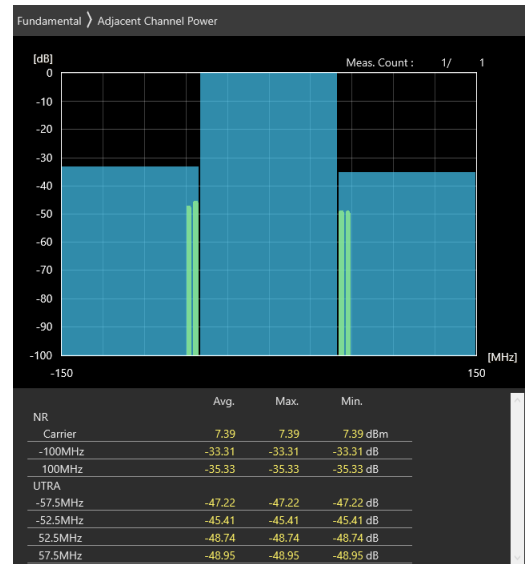 Fundamental 〉 Adjacent Channel Power
[dB]
Meas. Count : 1/ 1
0
-10
-20
-30
-40
-50
-60
-70
-80
-90
-100
[MHz]
-150 150
Avg. Max. Min.
NR
Carrier 7.39 7.39 7.39 dBm
-100MHz -33.31 -33.31 -33.31 dB
100MHz -35.33 -35.33 -35.33 dB
UTRA
-57.5MHz -47.22 -47.22 -47.22 dB
-52.5MHz -45.41 -45.41 -45.41 dB
52.5MHz -48.74 -48.74 -48.74 dB
57.5MHz -48.95 -48.95 -48.95 dB